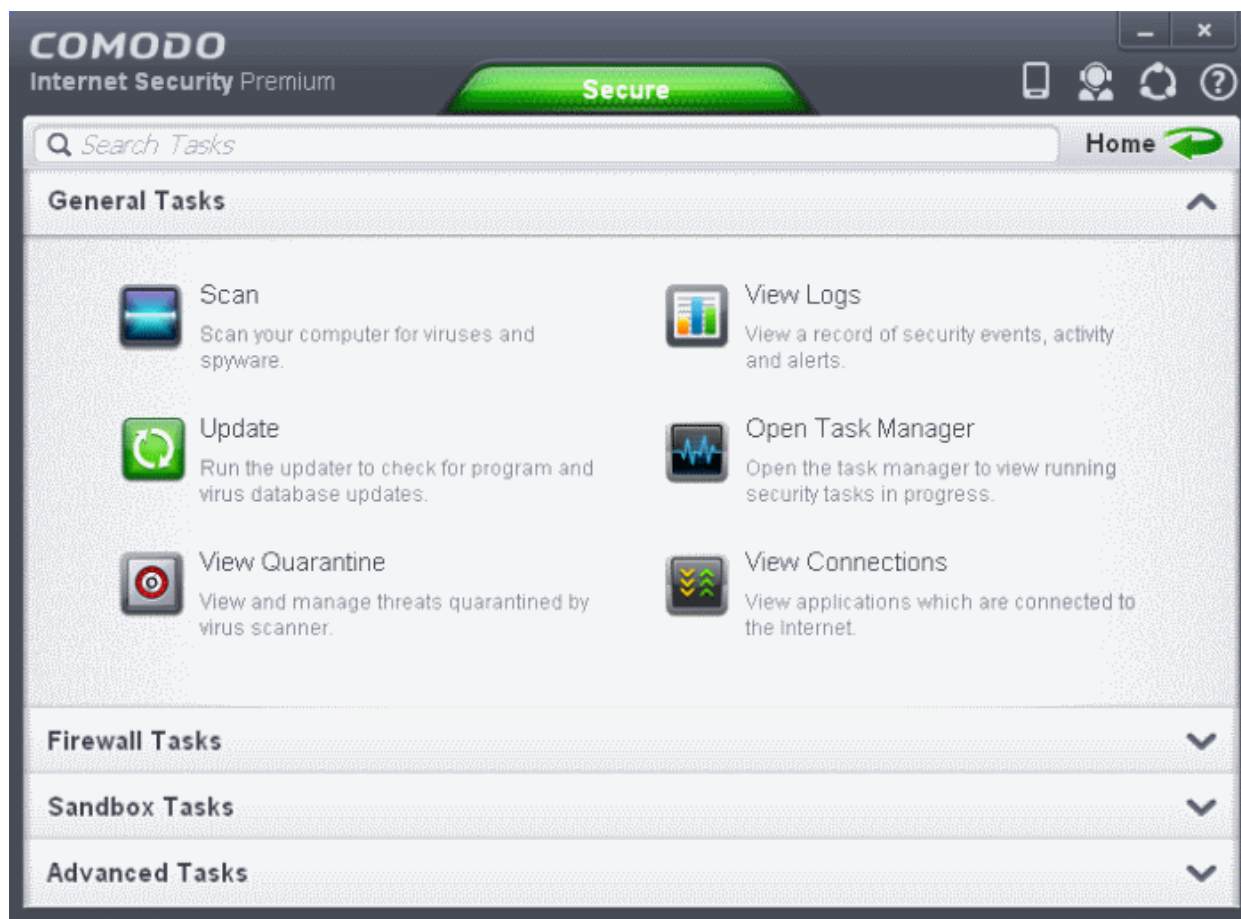 COMODO
Internet Security Premium
Secure
Search Tasks
Home
General Tasks
Scan
Scan your computer for viruses and
spyware.
View Logs
View a record of security events, activity
and alerts.
Update
Run the updater to check for program and
virus database updates.
Open Task Manager
Open the task manager to view running
security tasks in progress.
View Quarantine
View and manage threats quarantined by
virus scanner.
View Connections
View applications which are connected to
the Internet.
Firewall Tasks
Sandbox Tasks
Advanced Tasks